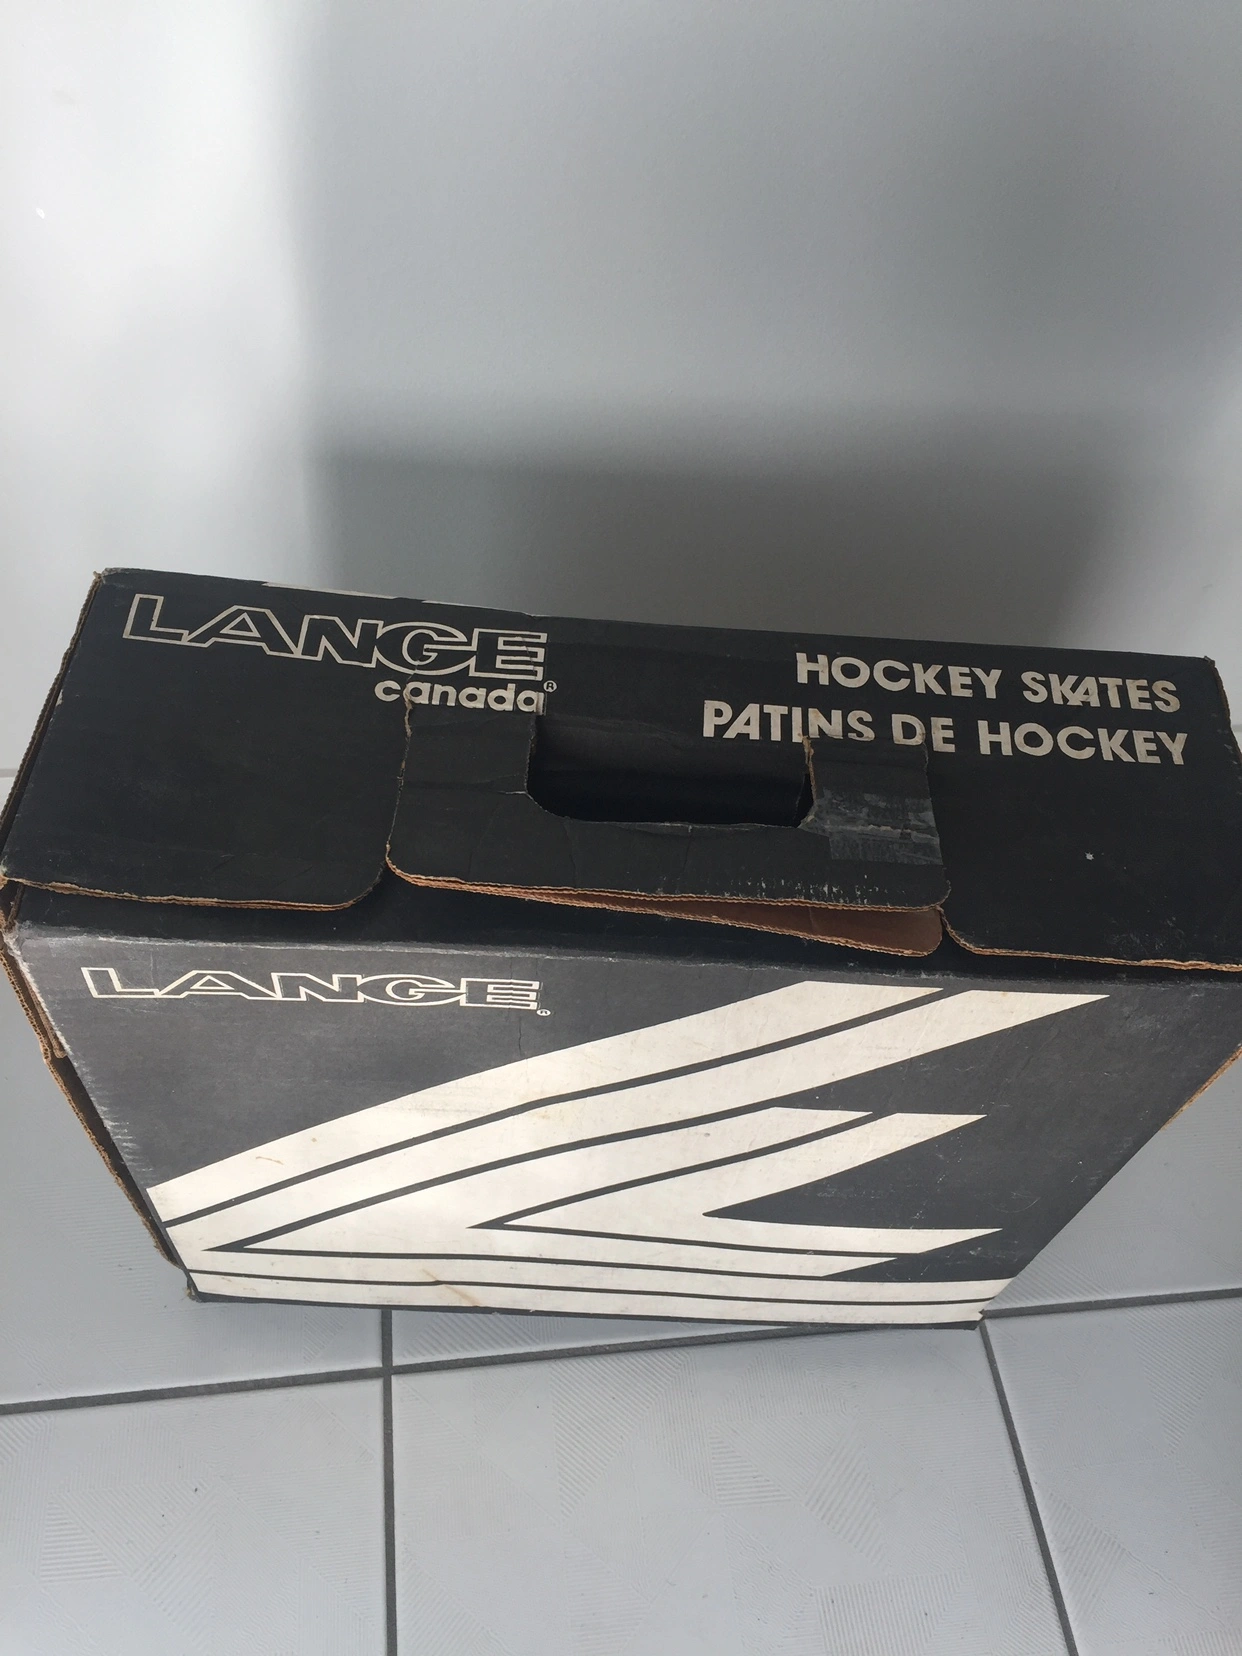 LANGE
canada®
HOCKEY SKATES
PATINS DE HOCKEY
LANGE®